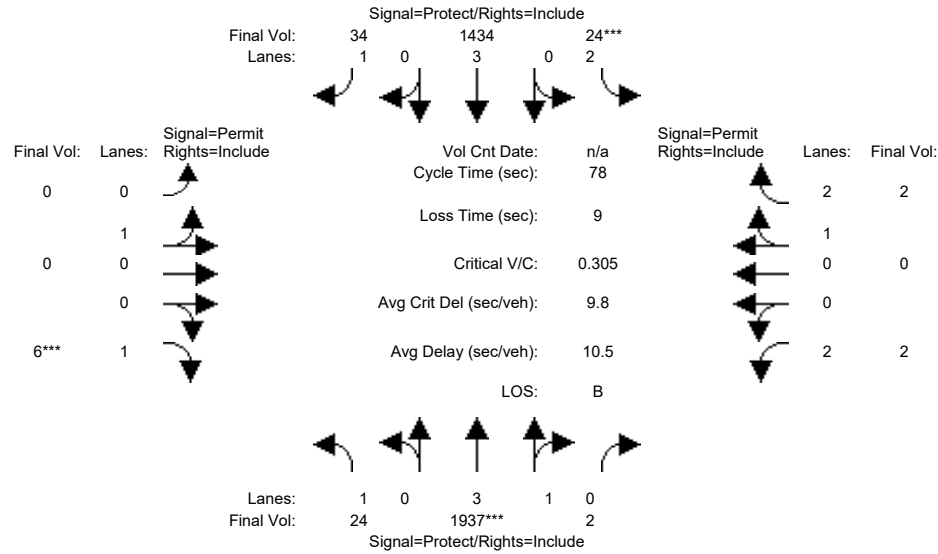 Signal=Protect/Rights=Include
Final Vol: 34 1434 24***
Lanes: 1 0 3 0 2
Signal=Permit
Final Vol: Lanes: Rights=Include
Vol Cnt Date: n/a
Signal=Permit
Rights=Include Lanes: Final Vol:
Cycle Time (sec): 78
0 0
2 2
Loss Time (sec): 9
1
1
0 0
Critical V/C: 0.305
0 0
0
Avg Crit Del (sec/veh): 9.8
0
6*** 1
Avg Delay (sec/veh): 10.5
2 2
LOS: B
Lanes: 1 0 3 1 0
Final Vol: 24 1937*** 2
Signal=Protect/Rights=Include